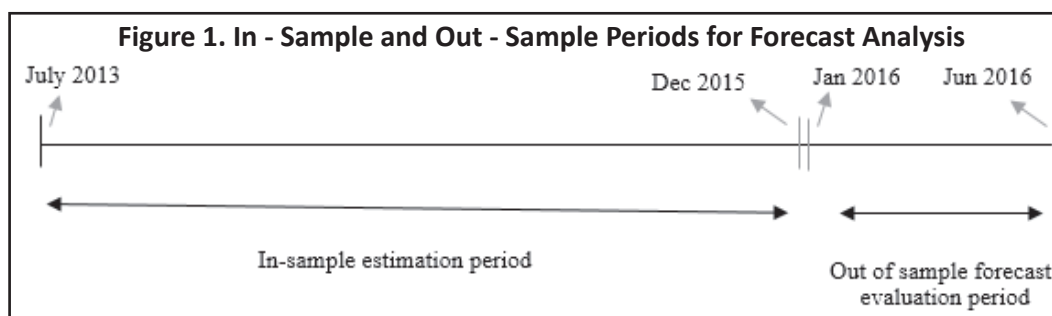 Figure 1. In - Sample and Out - Sample Periods for Forecast Analysis
July 2013
Dec 2015
Jan 2016
Jun 2016
In-sample estimation period
Out of sample forecast
evaluation period